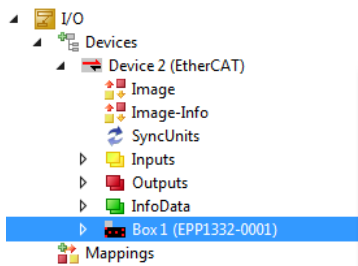 I/O
Devices
Device 2 (EtherCAT)
Image
Image-Info
SyncUnits
Inputs
Outputs
InfoData
Box 1 (EPP1332-0001)
Mappings